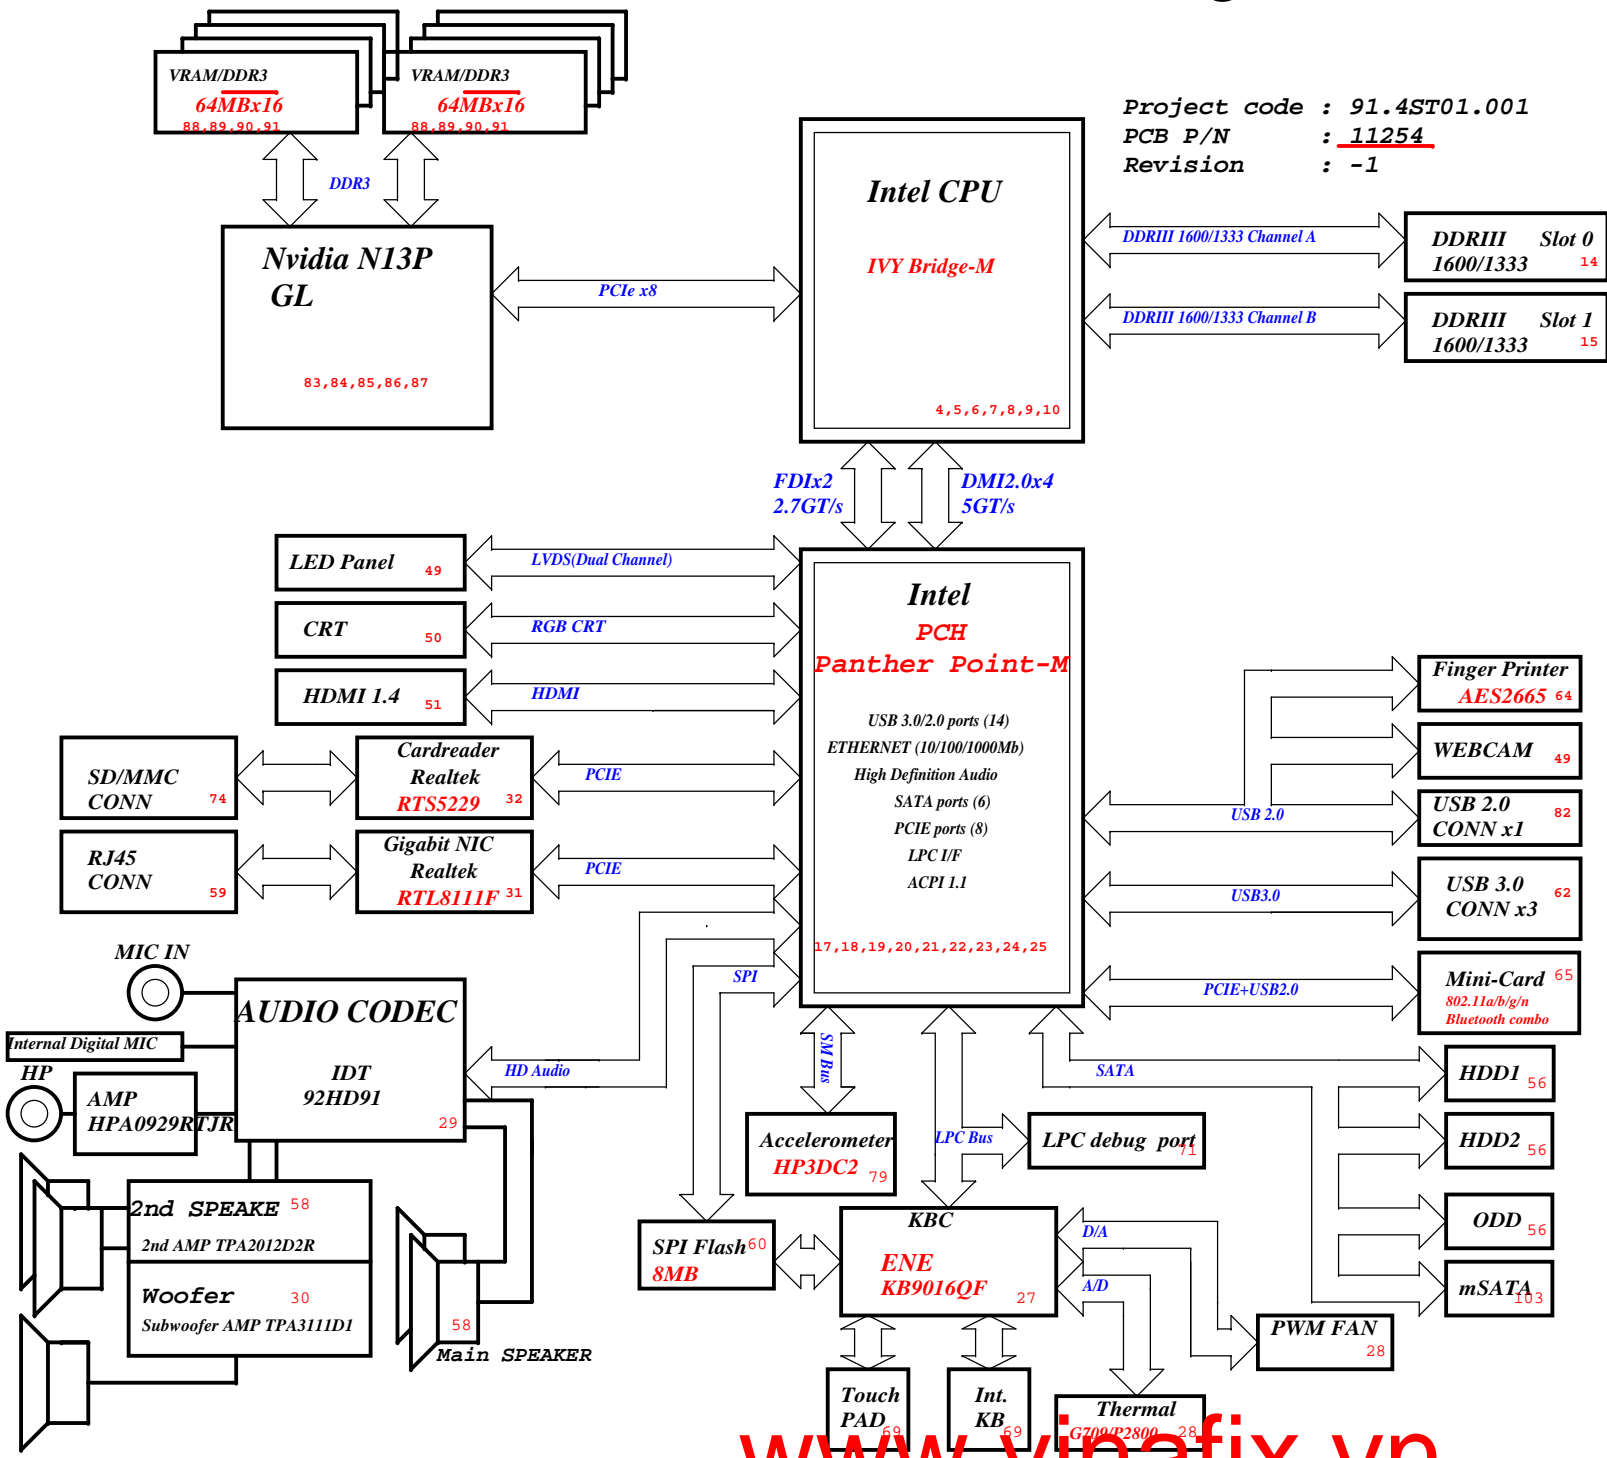 VRAM/DDR3
64MBx16
88,89,90,91
VRAM/DDR3
64MBx16
88,89,90,91
DDR3
Project code : 91.4ST01.001
PCB P/N : 11254
Revision : -1
Nvidia N13P
GL
83,84,85,86,87
PCIe x8
Intel CPU
IVY Bridge-M
4,5,6,7,8,9,10
DDRIII 1600/1333 Channel A
DDRIII Slot 0
1600/1333 14
DDRIII 1600/1333 Channel B
DDRIII Slot 1
1600/1333 15
FDIx2
2.7GT/s
DMI2.0x4
5GT/s
LED Panel 49
LVDS(Dual Channel)
CRT 50
RGB CRT
HDMI 1.4 51
HDMI
SD/MMC
CONN 74
Cardreader
Realtek
RTS5229 32
PCIE
RJ45
CONN 59
Gigabit NIC
Realtek
RTL8111F 31
PCIE
Intel
PCH
Panther Point-M
USB 3.0/2.0 ports (14)
ETHERNET (10/100/1000Mb)
High Definition Audio
SATA ports (6)
PCIE ports (8)
LPC I/F
ACPI 1.1
17,18,19,20,21,22,23,24,25
Finger Printer
AES2665 64
WEBCAM 49
USB 2.0
USB 2.0
CONN x1 82
USB3.0
USB 3.0
CONN x3 62
PCIE+USB2.0
Mini-Card 65
802.11a/b/g/n
Bluetooth combo
MIC IN
Internal Digital MIC
HP
AMP
HPA0929RTJR
AUDIO CODEC
IDT
92HD91
29
HD Audio
SPI
SM Bus
SATA
HDD1 56
HDD2 56
ODD 56
mSATA 103
Accelerometer
HP3DC2 79
LPC Bus
LPC debug port 71
2nd SPEAKE 58
2nd AMP TPA2012D2R
Woofer 30
Subwoofer AMP TPA3111D1
58
Main SPEAKER
SPI Flash 60
8MB
KBC
ENE
KB9016QF 27
D/A
A/D
PWM FAN
28
Touch
PAD 69
Int.
KB 69
Thermal
G709/P2800 28
www.vinafix.vn